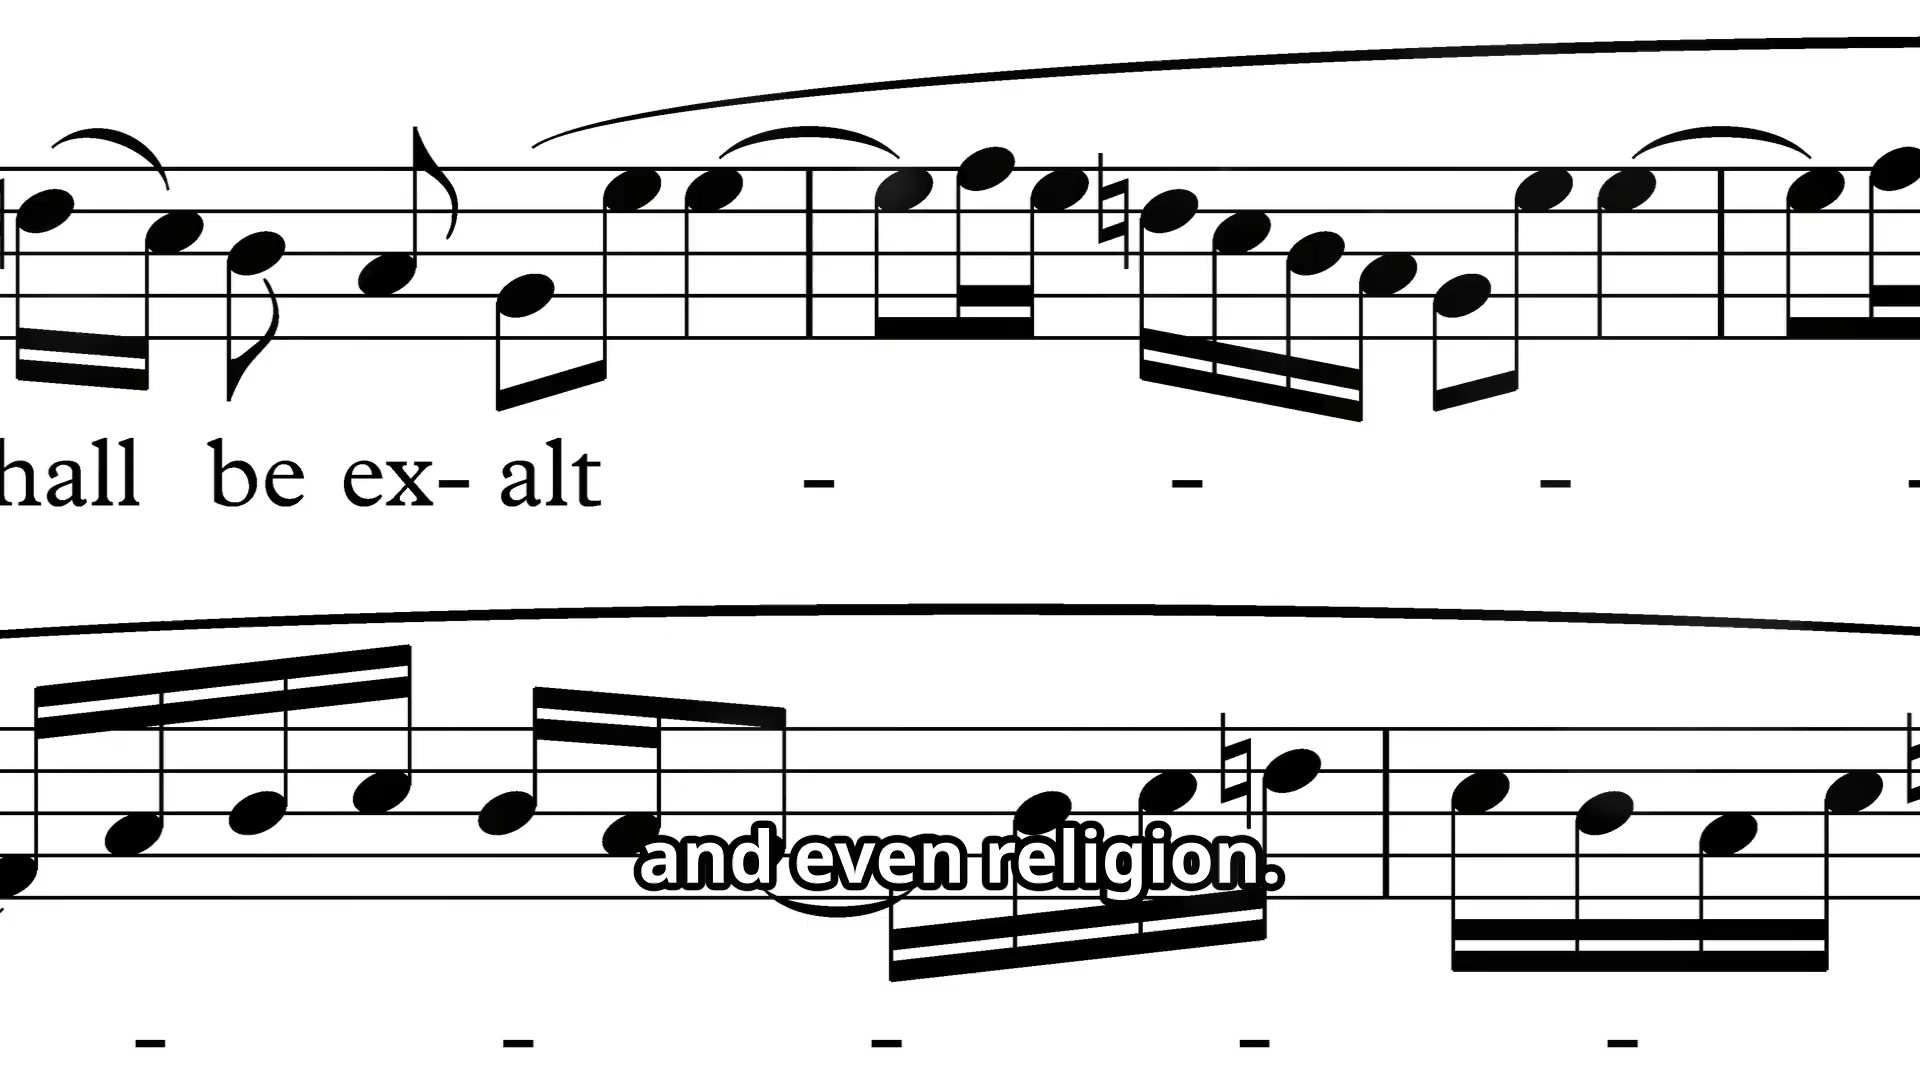 hall be ex- alt - - - -
and even religion.
- - - - -